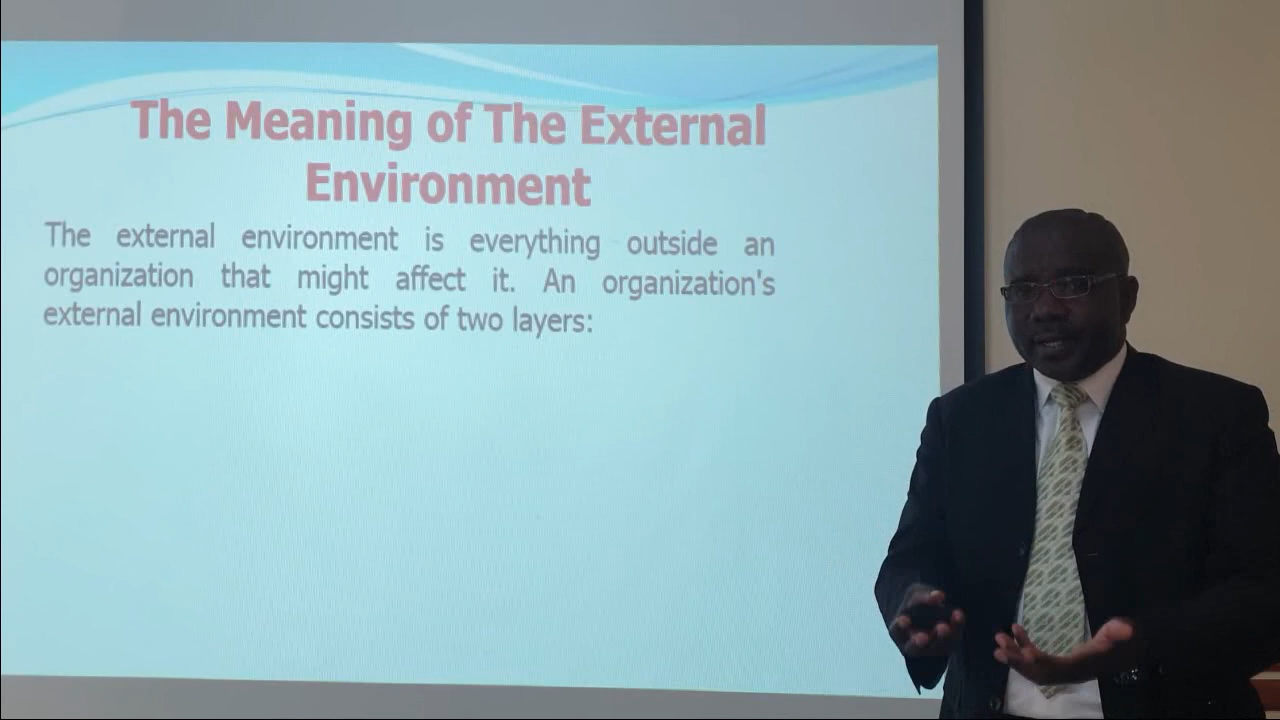 The Meaning of The External
Environment
The external environment is everything outside an
organization that might affect it. An organization's
external environment consists of two layers: